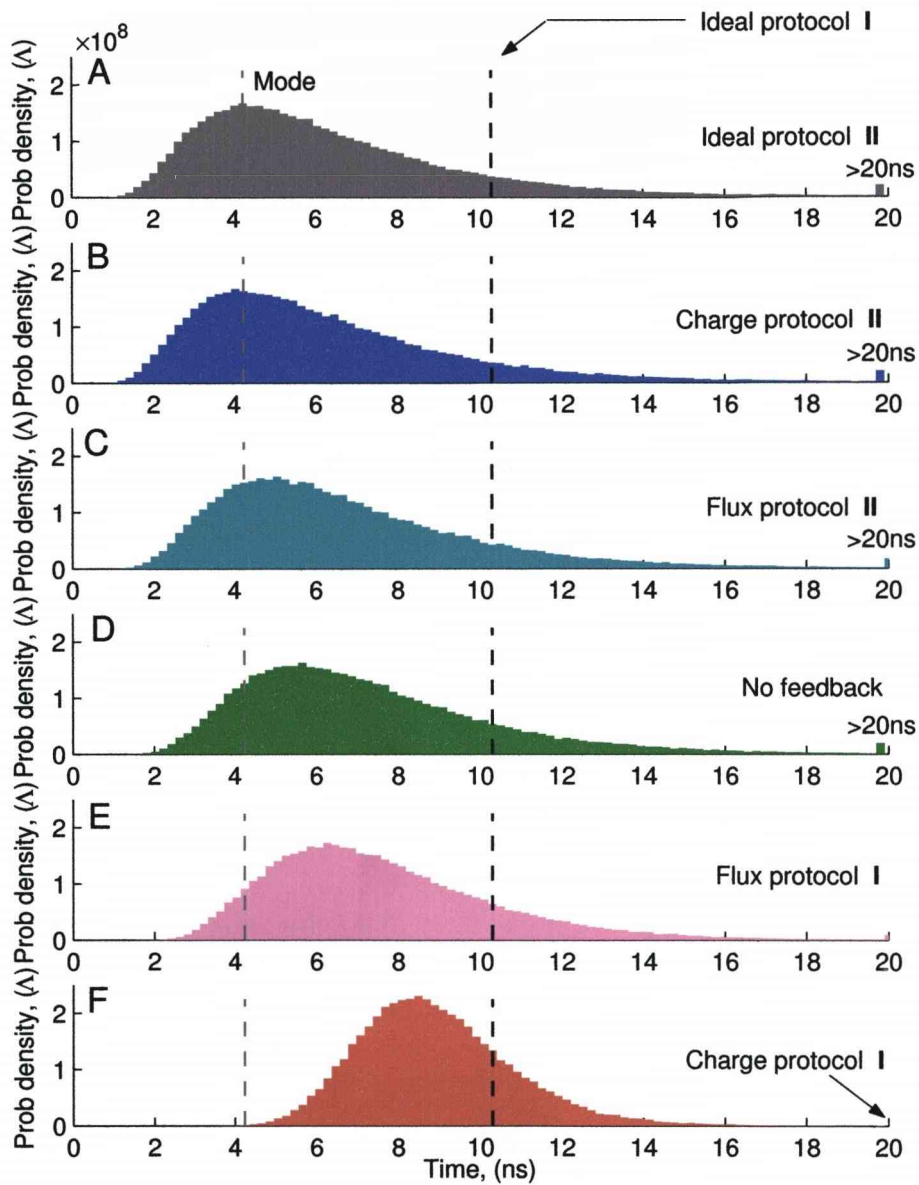 Ideal protocol I
×10⁸
A
Mode
Ideal protocol II
>20ns
Prob density, (Λ)
2
1
0
0 2 4 6 8 10 12 14 16 18 20
B
Charge protocol II
>20ns
Prob density, (Λ)
2
1
0
0 2 4 6 8 10 12 14 16 18 20
C
Flux protocol II
>20ns
Prob density, (Λ)
2
1
0
0 2 4 6 8 10 12 14 16 18 20
D
No feedback
>20ns
Prob density, (Λ)
2
1
0
0 2 4 6 8 10 12 14 16 18 20
E
Flux protocol I
Prob density, (Λ)
2
1
0
0 2 4 6 8 10 12 14 16 18 20
F
Charge protocol I
Prob density, (Λ)
2
1
0
0 2 4 6 8 10 12 14 16 18 20
Time, (ns)